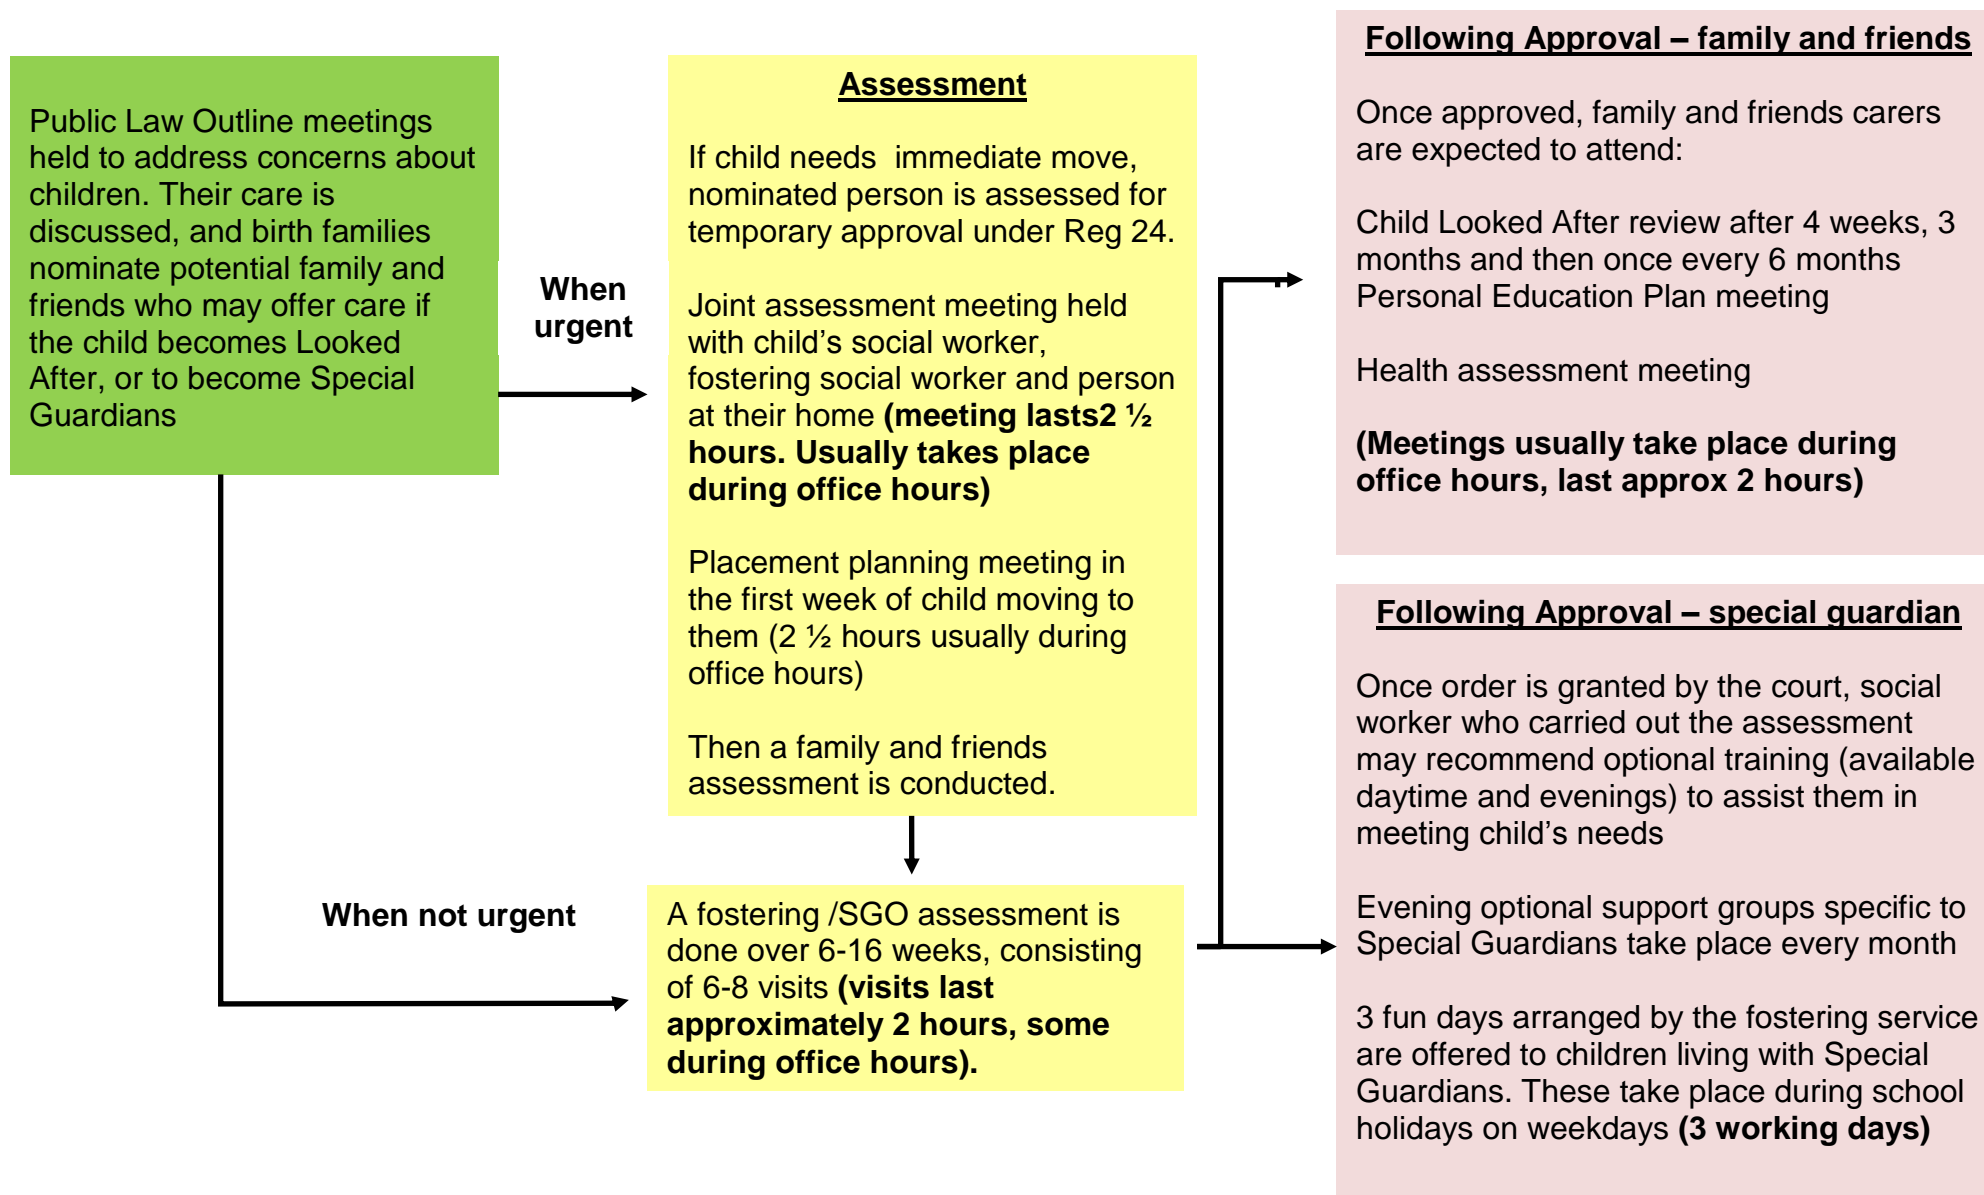 Public Law Outline meetings
held to address concerns about
children. Their care is
discussed, and birth families
nominate potential family and
friends who may offer care if
the child becomes Looked
After, or to become Special
Guardians
When
urgent
Assessment
If child needs  immediate move,
nominated person is assessed for
temporary approval under Reg 24.
Joint assessment meeting held
with child’s social worker,
fostering social worker and person
at their home (meeting lasts2 ½
hours. Usually takes place
during office hours)
Placement planning meeting in
the first week of child moving to
them (2 ½ hours usually during
office hours)
Then a family and friends
assessment is conducted.
When not urgent
A fostering /SGO assessment is
done over 6-16 weeks, consisting
of 6-8 visits (visits last
approximately 2 hours, some
during office hours).
Following Approval – family and friends
Once approved, family and friends carers
are expected to attend:
Child Looked After review after 4 weeks, 3
months and then once every 6 months
Personal Education Plan meeting
Health assessment meeting
(Meetings usually take place during
office hours, last approx 2 hours)
Following Approval – special guardian
Once order is granted by the court, social
worker who carried out the assessment
may recommend optional training (available
daytime and evenings) to assist them in
meeting child’s needs
Evening optional support groups specific to
Special Guardians take place every month
3 fun days arranged by the fostering service
are offered to children living with Special
Guardians. These take place during school
holidays on weekdays (3 working days)